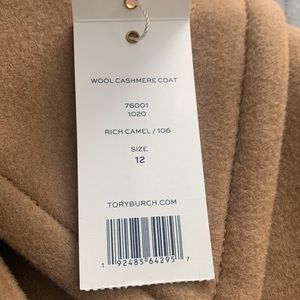 WOOL CASHMERE COAT
76001
1020
RICH CAMEL / 106
SIZE
12
TORYBURCH.COM
1 92485 64295 7